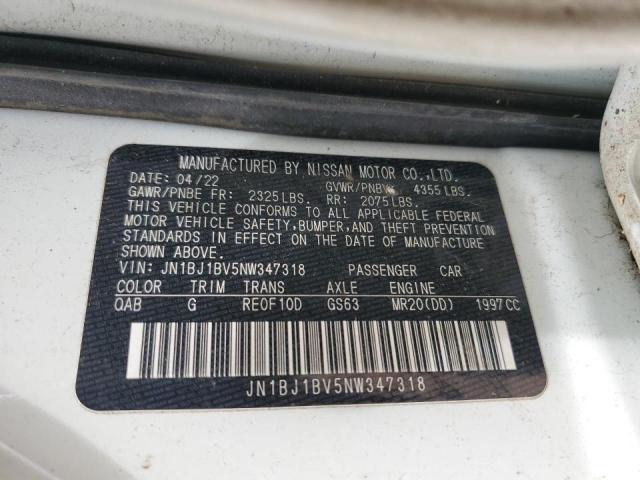 MANUFACTURED BY NISSAN MOTOR CO.,LTD.
DATE: 04/22 GVWR/PNBV: 4355 LBS.
GAWR/PNBE FR: 2325 LBS. RR: 2075 LBS.
THIS VEHICLE CONFORMS TO ALL APPLICABLE FEDERAL
MOTOR VEHICLE SAFETY, BUMPER, AND THEFT PREVENTION
STANDARDS IN EFFECT ON THE DATE OF MANUFACTURE
SHOWN ABOVE.
VIN: JN1BJ1BV5NW347318 PASSENGER CAR
COLOR TRIM TRANS AXLE ENGINE
QAB G RE0F10D GS63 MR20(DD) 1997CC
JN1BJ1BV5NW347318